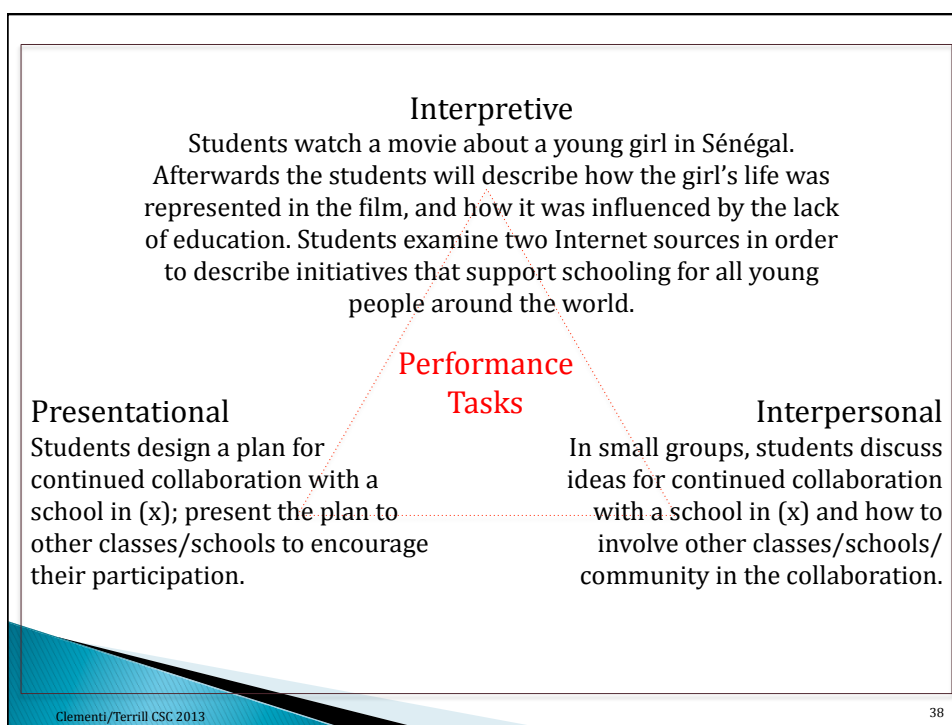 Interpretive
Students watch a movie about a young girl in Sénégal.
Afterwards the students will describe how the girl’s life was
represented in the film, and how it was influenced by the lack
of education. Students examine two Internet sources in order
to describe initiatives that support schooling for all young
people around the world.
Performance
Tasks
Presentational
Students design a plan for
continued collaboration with a
school in (x); present the plan to
other classes/schools to encourage
their participation.
Interpersonal
In small groups, students discuss
ideas for continued collaboration
with a school in (x) and how to
involve other classes/schools/
community in the collaboration.
Clementi/Terrill CSC 2013
38